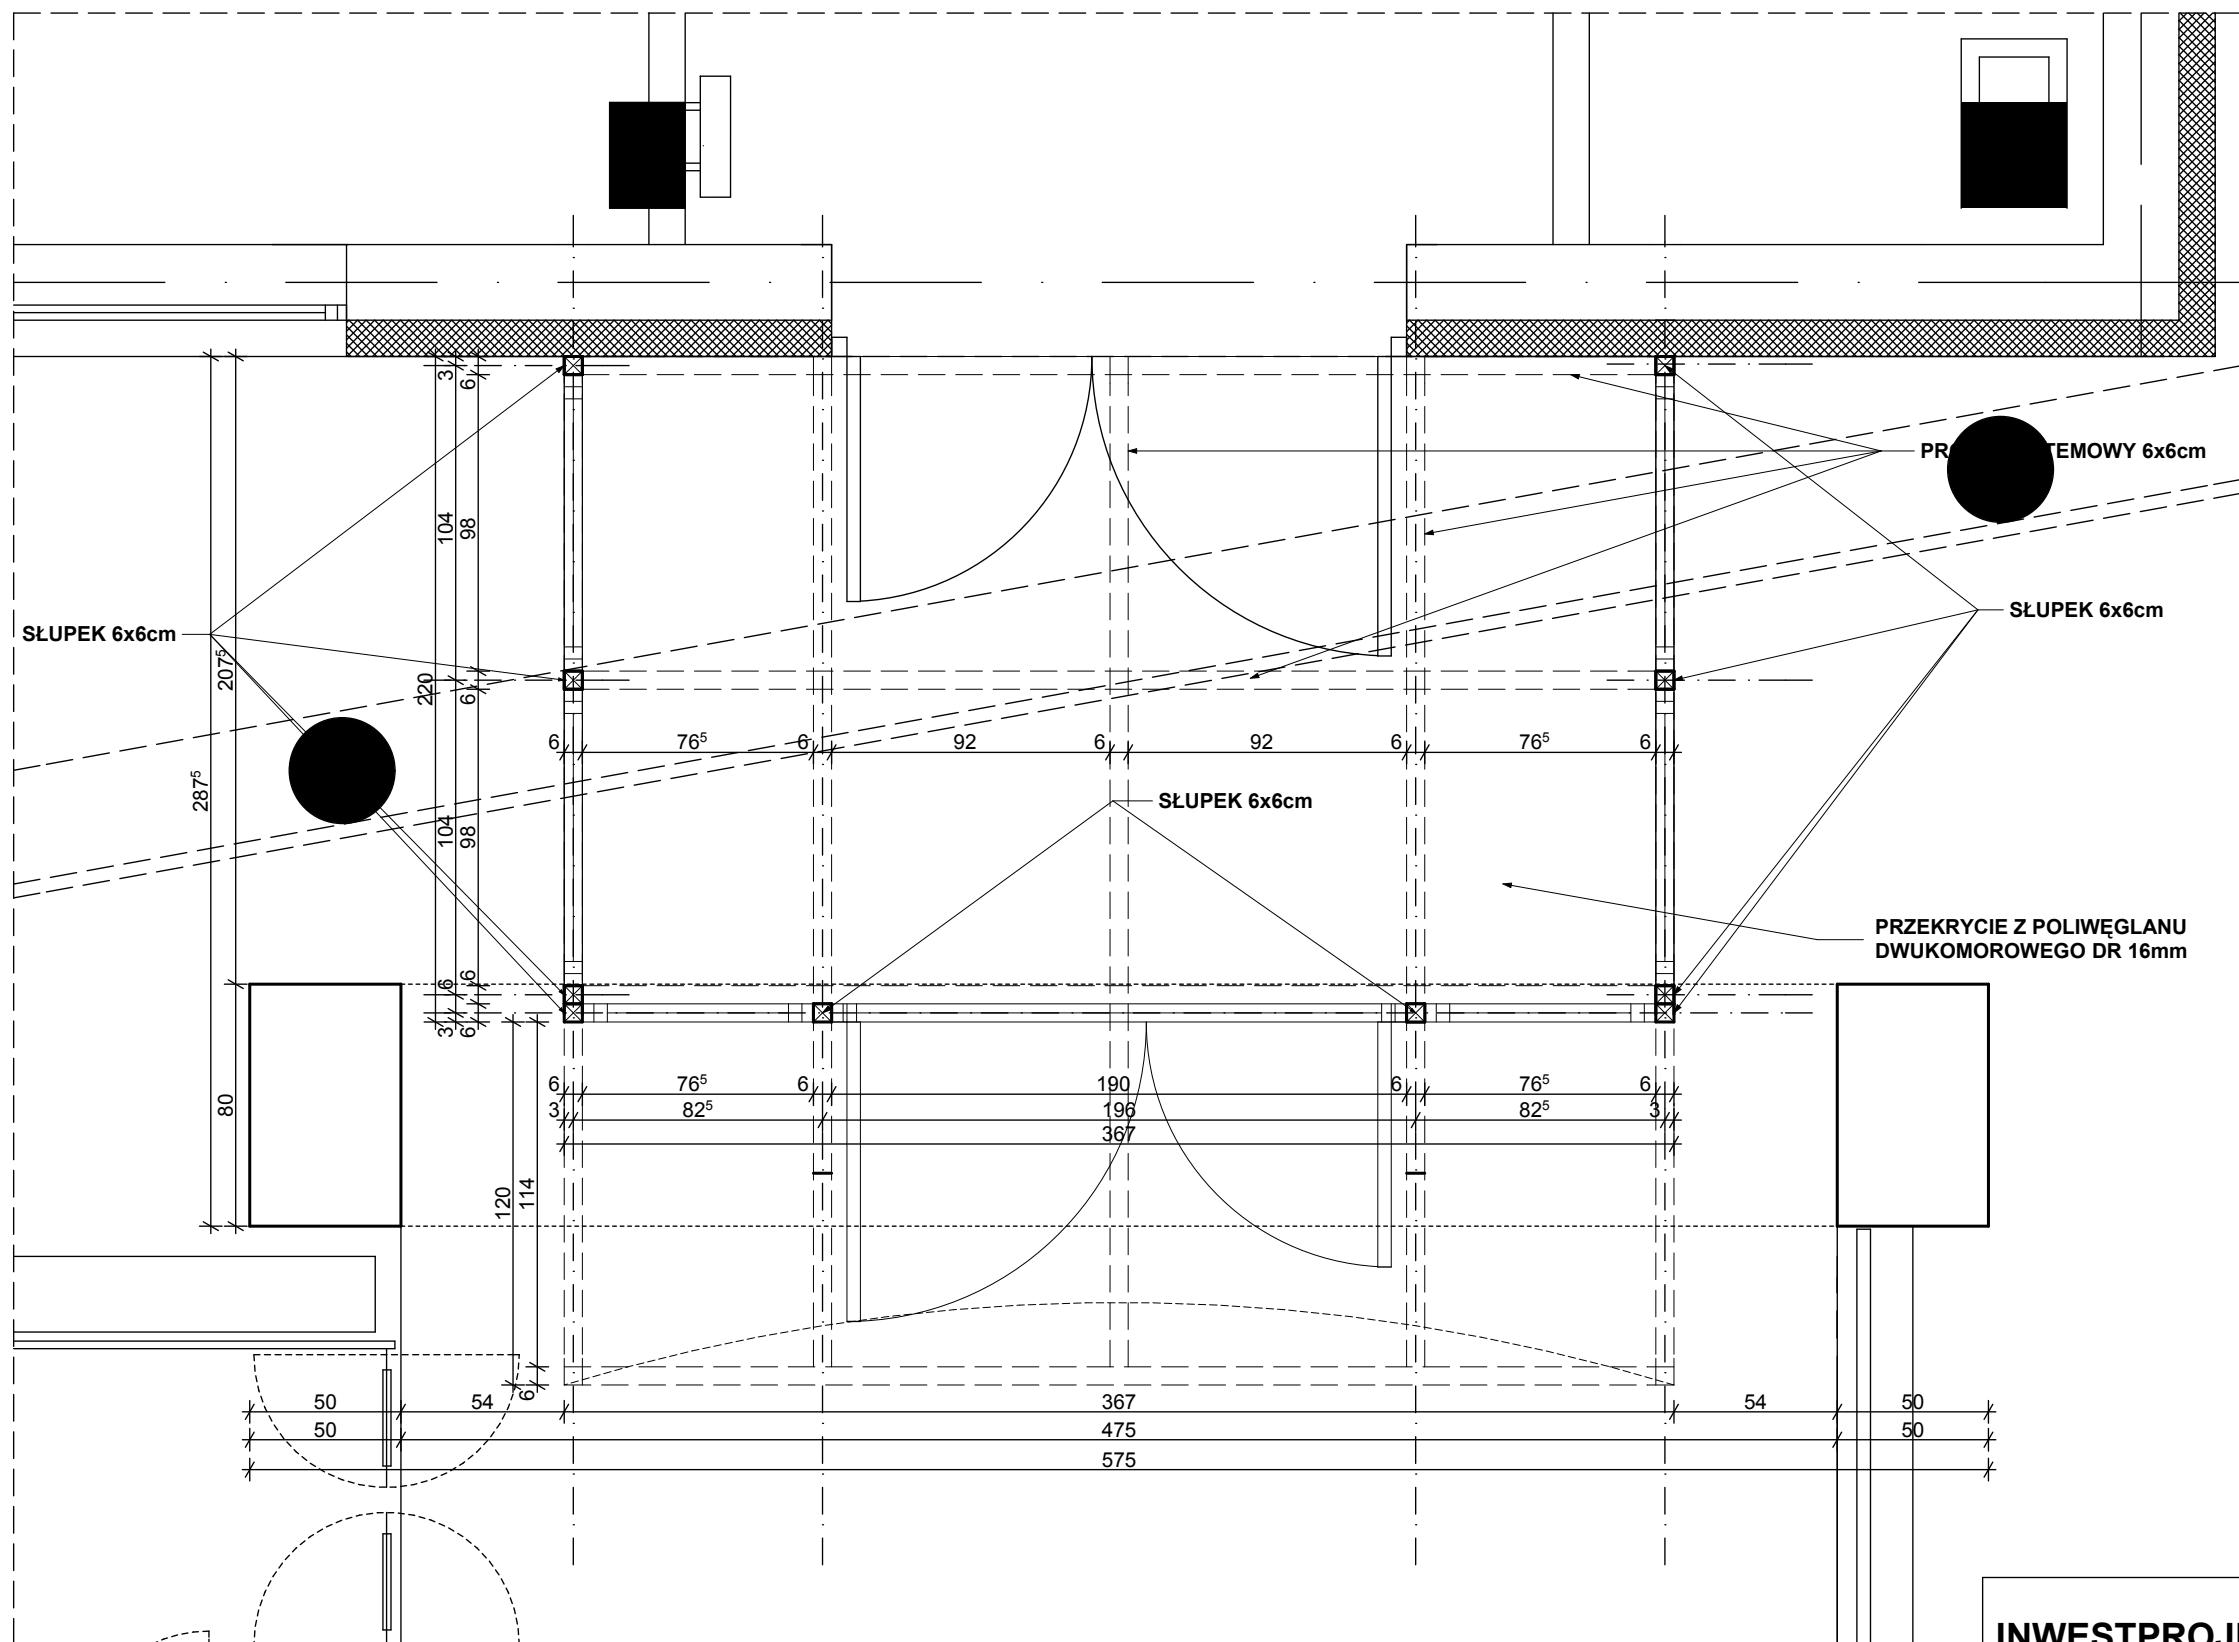 3
6
PR TEMOWY 6x6cm
104
98
SŁUPEK 6x6cm
SŁUPEK 6x6cm
207⁵
220
6
6 76⁵ 6 92 6 92 6 76⁵ 6
287⁵
SŁUPEK 6x6cm
104
98
PRZEKRYCIE Z POLIWĘGLANU
DWUKOMOROWEGO DR 16mm
6
6
3
6
80
6 76⁵ 6 190 6 76⁵ 6
3 82⁵ 196 82⁵ 3
367
120
114
6
50 54 367 54 50
50 475 50
575